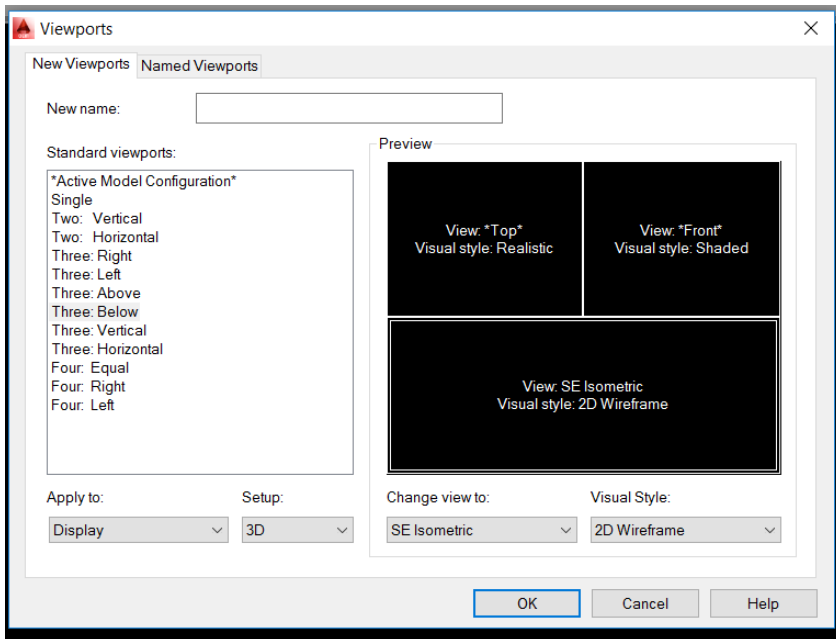 Viewports
New Viewports Named Viewports
New name:
Standard viewports:
*Active Model Configuration*
Single
Two: Vertical
Two: Horizontal
Three: Right
Three: Left
Three: Above
Three: Below
Three: Vertical
Three: Horizontal
Four: Equal
Four: Right
Four: Left
Preview
View: *Top*
Visual style: Realistic
View: *Front*
Visual style: Shaded
View: SE Isometric
Visual style: 2D Wireframe
Apply to: Setup:
Display 3D
Change view to: Visual Style:
SE Isometric 2D Wireframe
OK Cancel Help